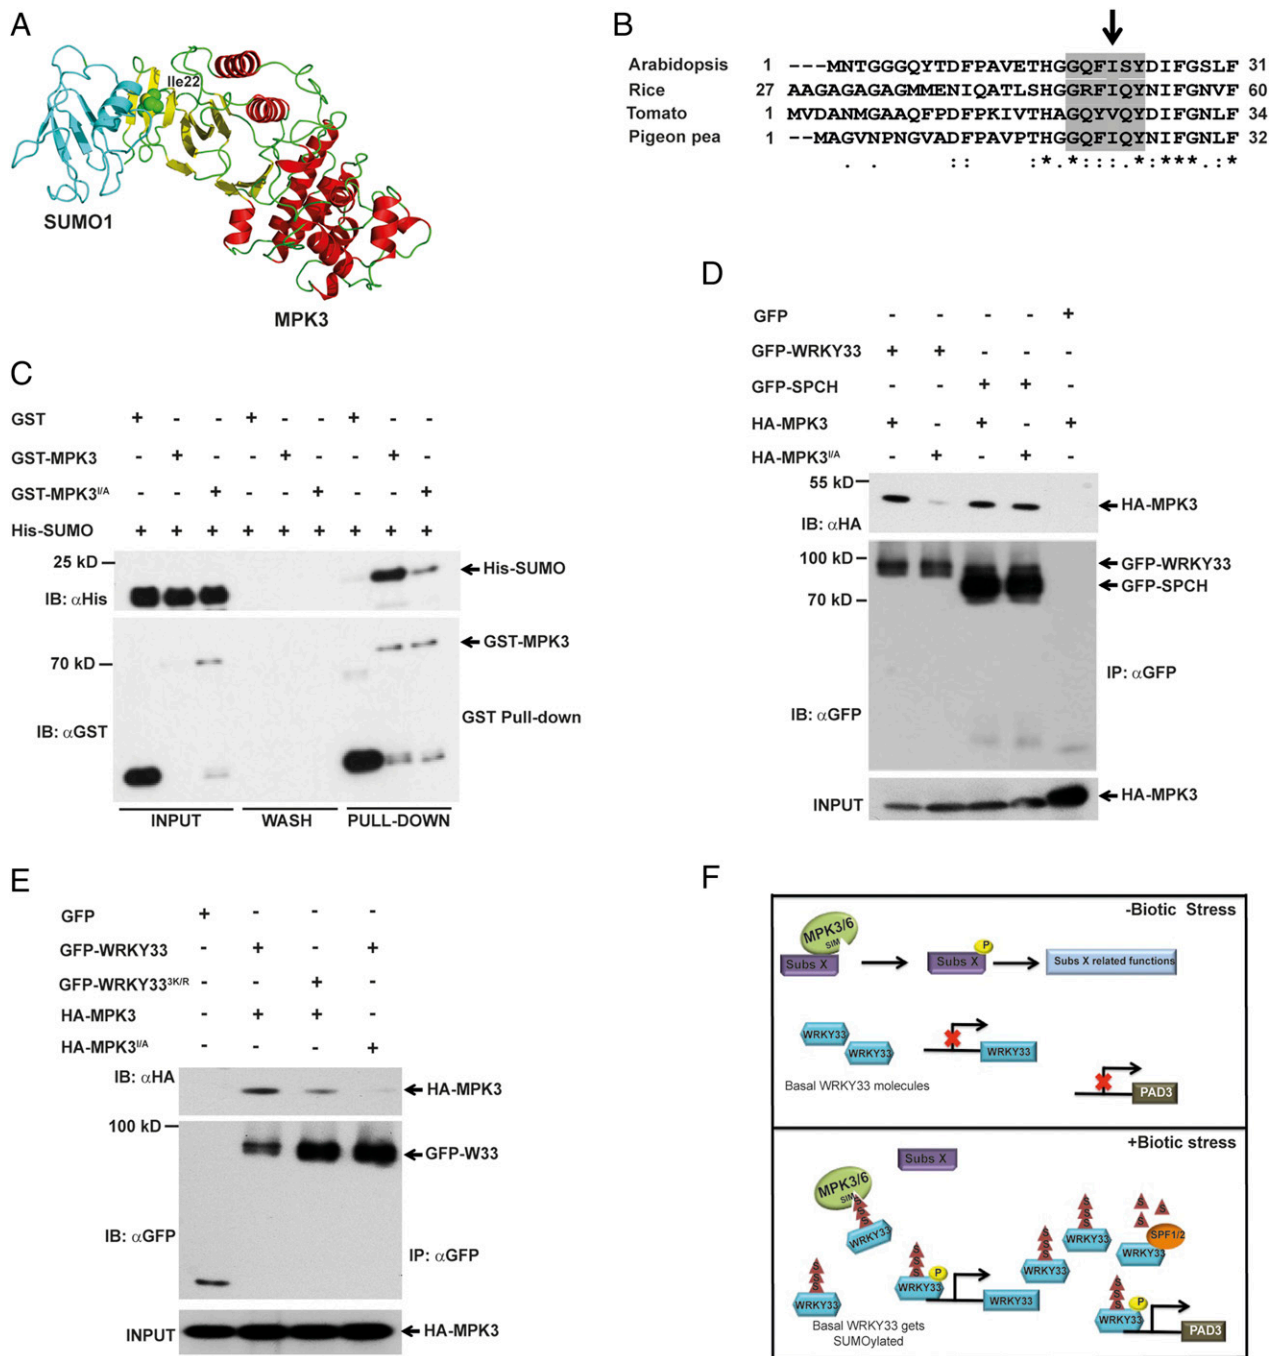 A
Ile22
SUMO1
MPK3
B
Arabidopsis 1 ---MNTGGGQYTDFPAVETHGGQFISYDIFGSLF 31
Rice 27 AAGAGAGAGMMENIQATLSHGGRFIQYNIFGNVF 60
Tomato 1 MVDANMGAAQFPDFPKIVTHAGQYVQYDIFGNLF 34
Pigeon pea 1 --MAGVNPNGVADFPAVPTHGGQFIQYNIFGNLF 32
. . :: :*.*::::.*:***.:*
C
GST + - - + - - + - -
GST-MPK3 - + - - + - - + -
GST-MPK3I/A - - + - - + - - +
His-SUMO + + + + + + + + +
25 kD
His-SUMO
IB: αHis
GST-MPK3
70 kD
GST Pull-down
IB: αGST
INPUT WASH PULL-DOWN
D
GFP - - - - +
GFP-WRKY33 + + - - -
GFP-SPCH - - + + -
HA-MPK3 + - + - +
HA-MPK3I/A - + - + -
55 kD
HA-MPK3
IB: αHA
100 kD
GFP-WRKY33
GFP-SPCH
70 kD
IP: αGFP
IB: αGFP
INPUT
HA-MPK3
E
GFP + - - -
GFP-WRKY33 - + - +
GFP-WRKY333K/R - - + -
HA-MPK3 - + + -
HA-MPK3I/A - - - +
IB: αHA
HA-MPK3
100 kD
GFP-W33
IB: αGFP
IP: αGFP
INPUT
HA-MPK3
F
-Biotic Stress
MPK3/6
SIM
Subs X
P
Subs X
Subs X related functions
WRKY33
WRKY33
WRKY33
Basal WRKY33 molecules
PAD3
+Biotic stress
Subs X
MPK3/6
SIM
S
S
S
WRKY33
S
S
S
WRKY33
S
S
S
P
WRKY33
WRKY33
S
S
S
WRKY33
S
S
S
WRKY33
S
S
S
SPF1/2
WRKY33
S
S
S
P
WRKY33
PAD3
Basal WRKY33 gets
SUMOylated